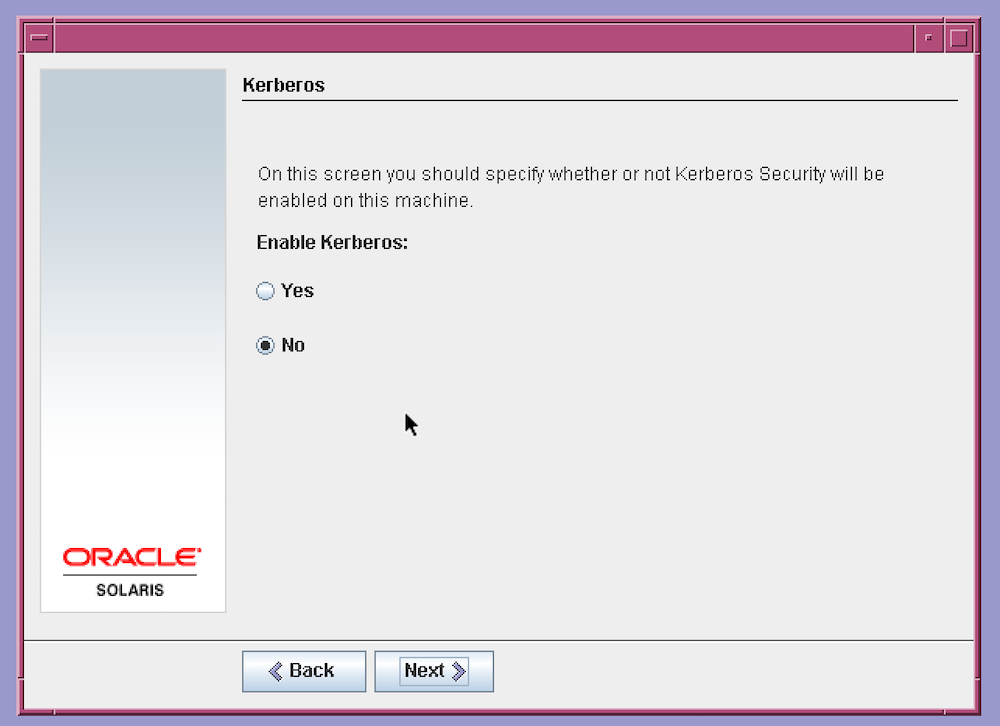 Kerberos
On this screen you should specify whether or not Kerberos Security will be
enabled on this machine.
Enable Kerberos:
Yes
No
ORACLE
SOLARIS
Back
Next